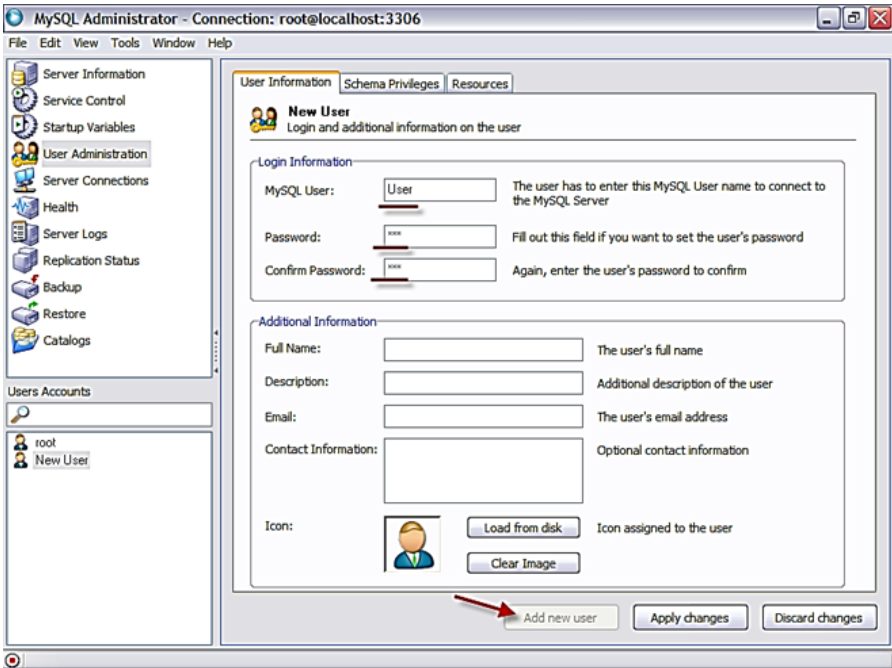 MySQL Administrator - Connection: root@localhost:3306
File Edit View Tools Window Help
Server Information
Service Control
Startup Variables
User Administration
Server Connections
Health
Server Logs
Replication Status
Backup
Restore
Catalogs
Users Accounts
root
New User
User Information Schema Privileges Resources
New User
Login and additional information on the user
Login Information
MySQL User: User The user has to enter this MySQL User name to connect to
the MySQL Server
Password: *** Fill out this field if you want to set the user's password
Confirm Password: *** Again, enter the user's password to confirm
Additional Information
Full Name: The user's full name
Description: Additional description of the user
Email: The user's email address
Contact Information: Optional contact information
Icon: Load from disk Icon assigned to the user
Clear Image
Add new user Apply changes Discard changes